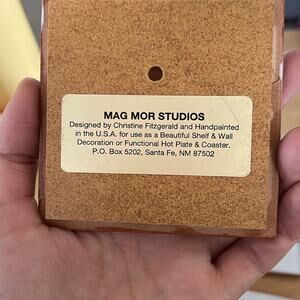 MAG MOR STUDIOS
Designed by Christine Fitzgerald and Handpainted
in the U.S.A. for use as a Beautiful Shelf & Wall
Decoration or Functional Hot Plate & Coaster.
P.O. Box 5202, Santa Fe, NM 87502